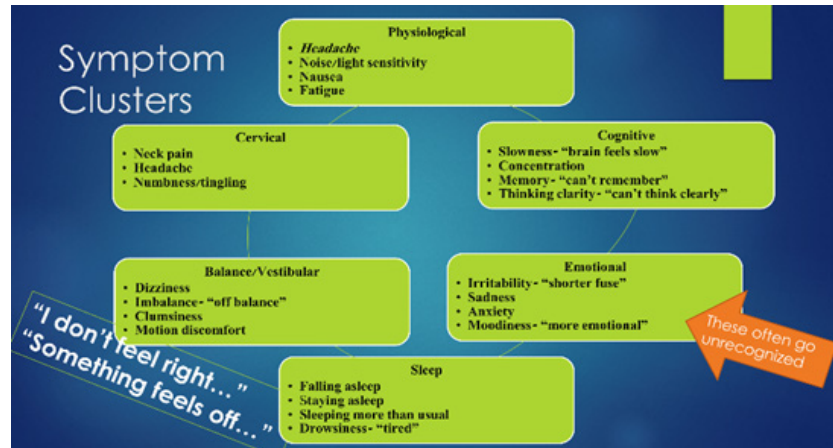 Symptom
Clusters
Physiological
• Headache
• Noise/light sensitivity
• Nausea
• Fatigue
Cervical
• Neck pain
• Headache
• Numbness/tingling
Cognitive
• Slowness- “brain feels slow”
• Concentration
• Memory- “can’t remember”
• Thinking clarity- “can’t think clearly”
Balance/Vestibular
• Dizziness
• Imbalance- “off balance”
• Clumsiness
• Motion discomfort
Emotional
• Irritability- “shorter fuse”
• Sadness
• Anxiety
• Moodiness- “more emotional”
These often go
unrecognized
“I don’t feel right…”
“Something feels off…”
Sleep
• Falling asleep
• Staying asleep
• Sleeping more than usual
• Drowsiness- “tired”